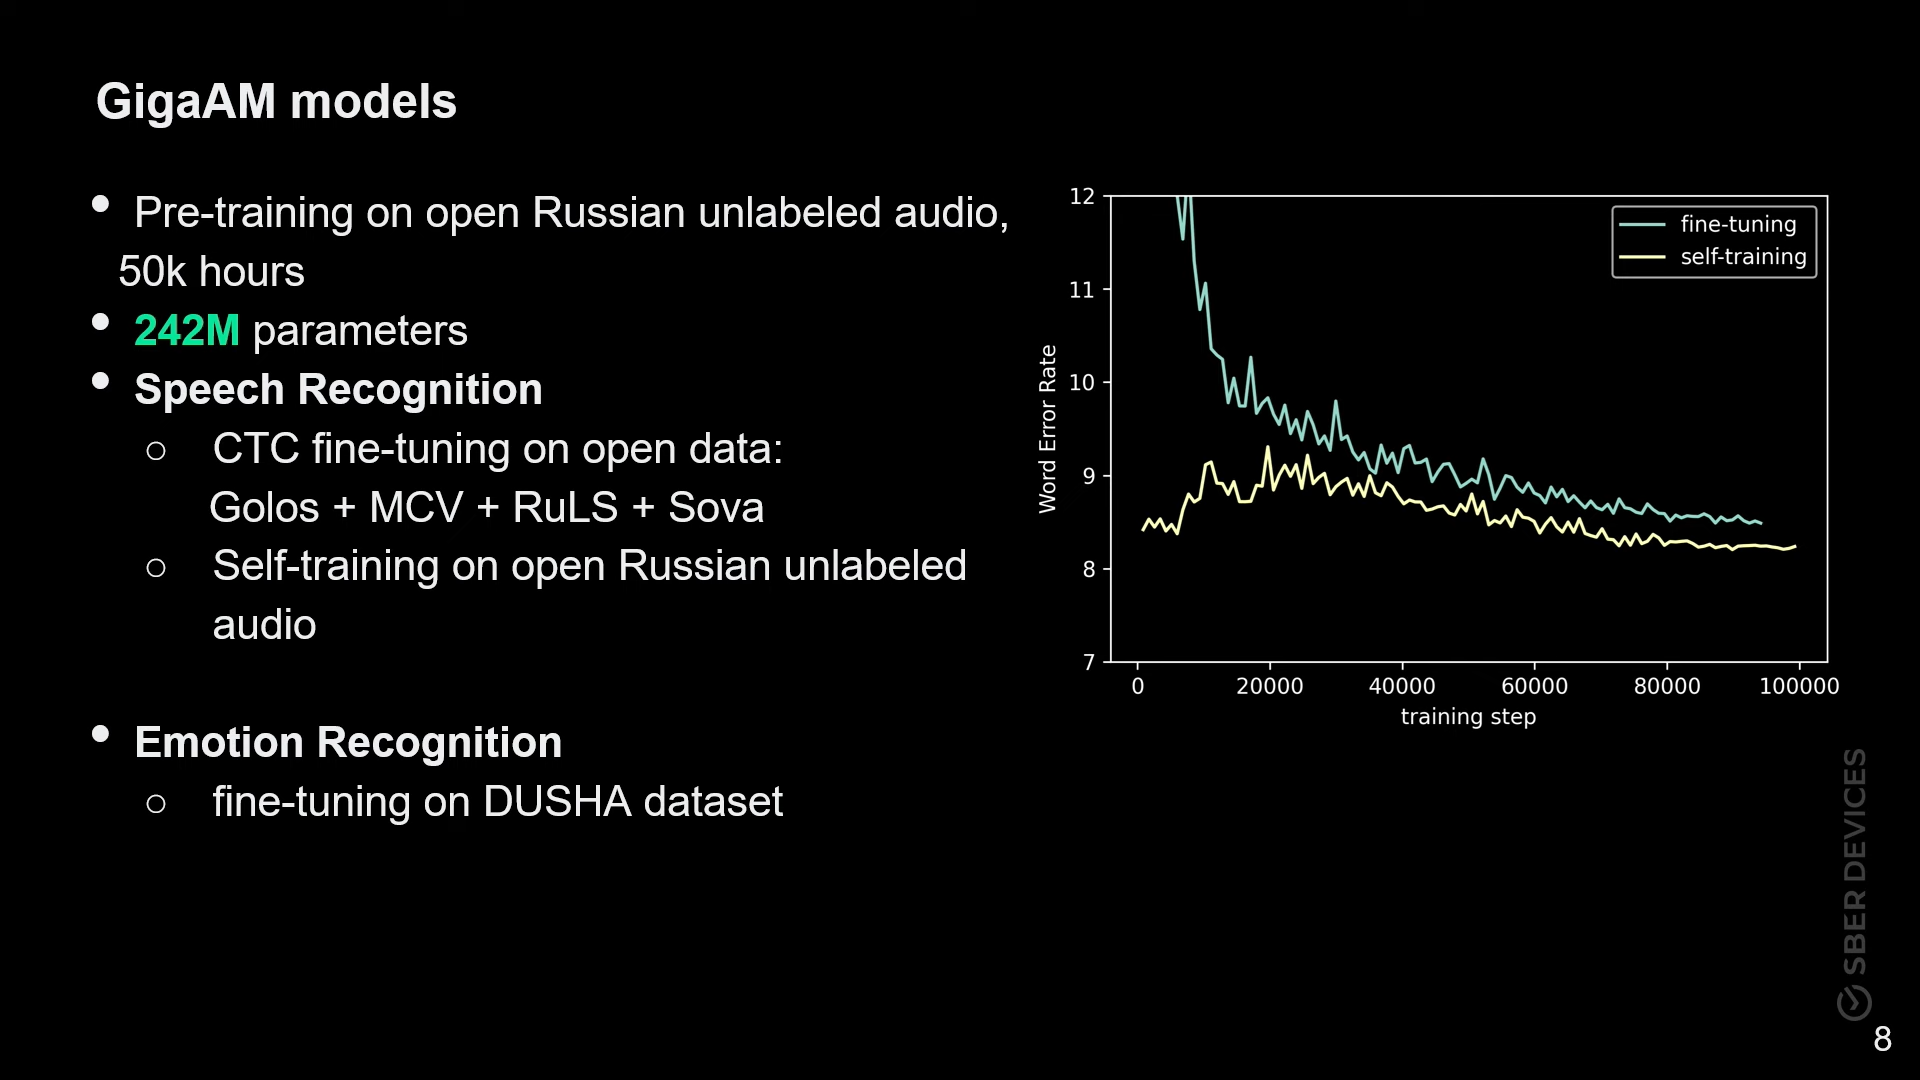 GigaAM models
• Pre-training on open Russian unlabeled audio,
50k hours
• 242M parameters
• Speech Recognition
○ CTC fine-tuning on open data:
Golos + MCV + RuLS + Sova
○ Self-training on open Russian unlabeled
audio
• Emotion Recognition
○ fine-tuning on DUSHA dataset
fine-tuning
self-training
Word Error Rate
12
11
10
9
8
7
0 20000 40000 60000 80000 100000
training step
SBER DEVICES
8